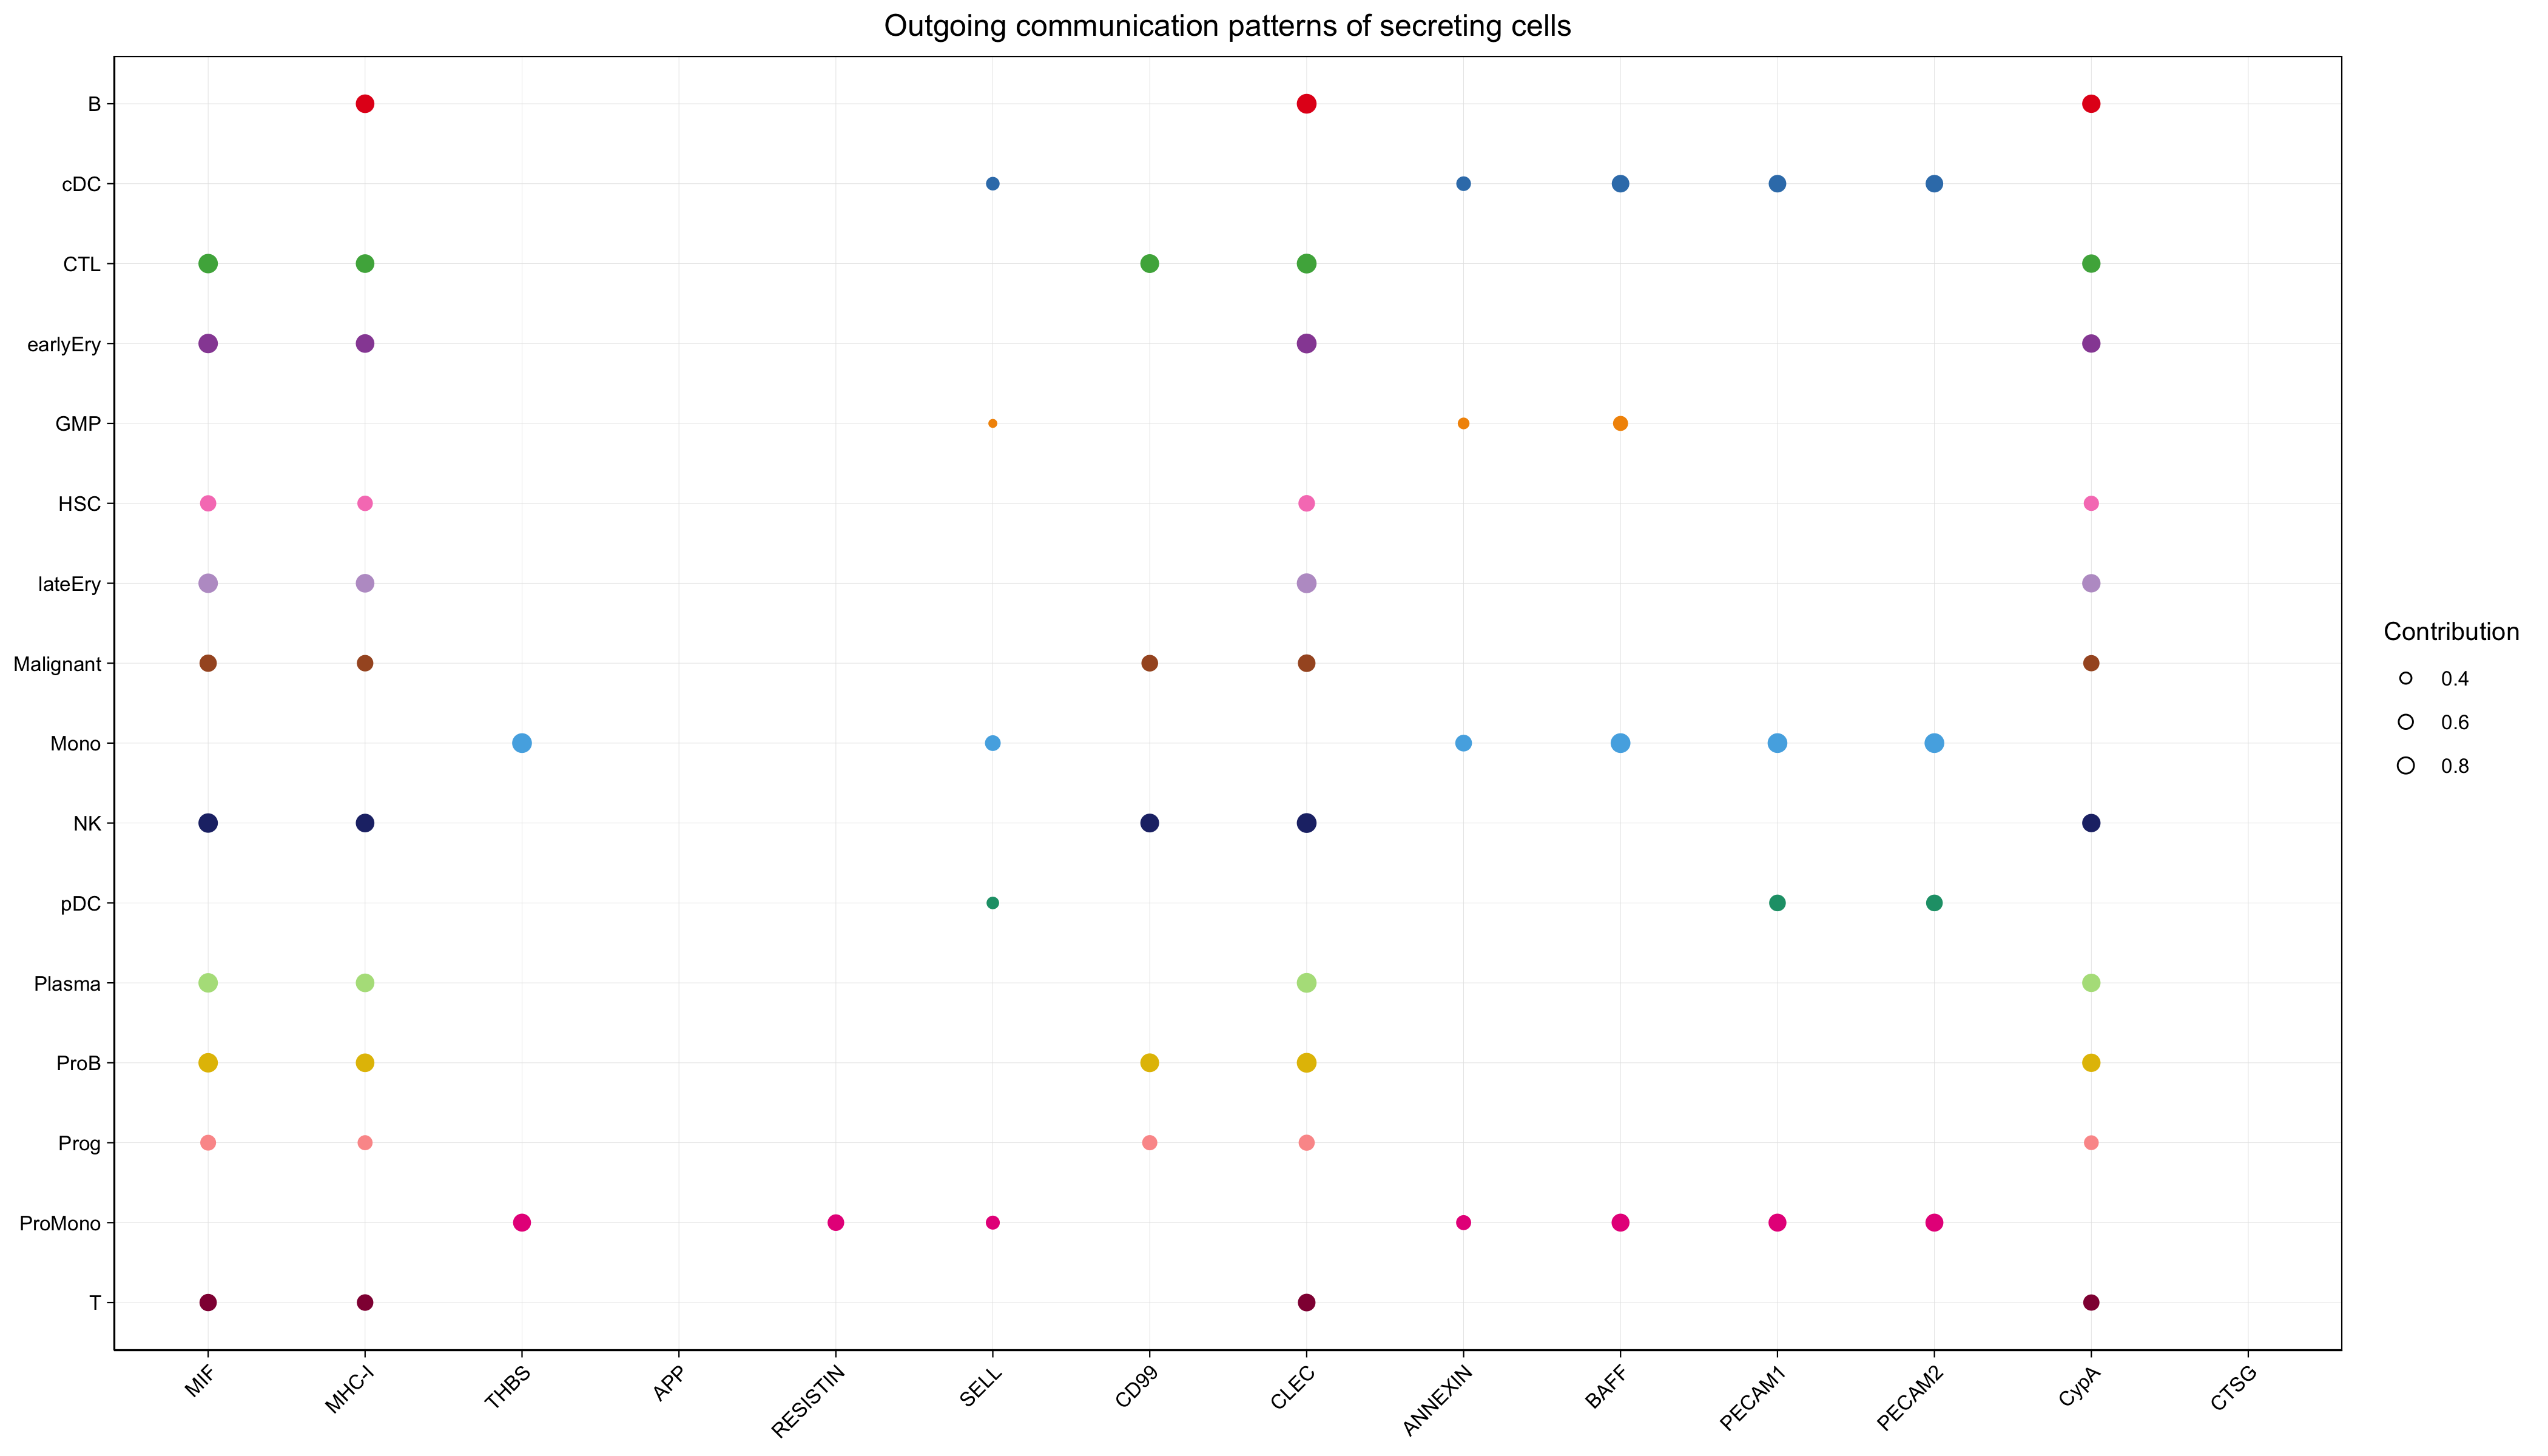 Outgoing communication patterns of secreting cells
B
cDC
CTL
earlyEry
GMP
HSC
lateEry
Malignant
Mono
NK
pDC
Plasma
ProB
Prog
ProMono
T
MIF
MHC-I
THBS
APP
RESISTIN
SELL
CD99
CLEC
ANNEXIN
BAFF
PECAM1
PECAM2
CypA
CTSG
Contribution
0.4
0.6
0.8